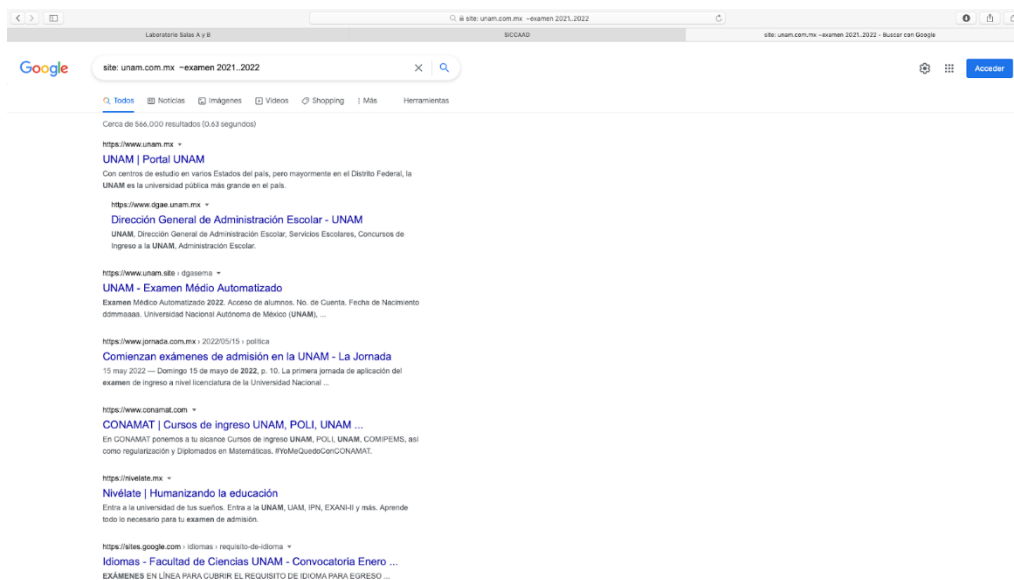 site: unam.com.mx ~examen 2021..2022
Laboratorio Salas A y B
SICCAAD
site: unam.com.mx ~examen 2021..2022 - Buscar con Google
Google
site: unam.com.mx ~examen 2021..2022
Acceder
Todos
Noticias
Imágenes
Videos
Shopping
Más
Herramientas
Cerca de 566,000 resultados (0.63 segundos)
https://www.unam.mx
UNAM | Portal UNAM
Con centros de estudio en varios Estados del país, pero mayormente en el Distrito Federal, la
UNAM es la universidad pública más grande en el país.
https://www.dgae.unam.mx
Dirección General de Administración Escolar - UNAM
UNAM, Dirección General de Administración Escolar, Servicios Escolares, Concursos de
Ingreso a la UNAM, Administración Escolar.
https://www.unam.site › dgasema
UNAM - Examen Médio Automatizado
Examen Médico Automatizado 2022. Acceso de alumnos. No. de Cuenta. Fecha de Nacimiento
ddmmaaaa. Universidad Nacional Autónoma de México (UNAM), ...
https://www.jornada.com.mx › 2022/05/15 › politica
Comienzan exámenes de admisión en la UNAM - La Jornada
15 may 2022 — Domingo 15 de mayo de 2022, p. 10. La primera jornada de aplicación del
examen de ingreso a nivel licenciatura de la Universidad Nacional ...
https://www.conamat.com
CONAMAT | Cursos de ingreso UNAM, POLI, UNAM ...
En CONAMAT ponemos a tu alcance Cursos de ingreso UNAM, POLI, UNAM, COMIPEMS, así
como regularización y Diplomados en Matemáticas. #YoMeQuedoConCONAMAT.
https://nivelate.mx
Nivélate | Humanizando la educación
Entra a la universidad de tus sueños. Entra a la UNAM, UAM, IPN, EXANI-II y más. Aprende
todo lo necesario para tu examen de admisión.
https://sites.google.com › idiomas › requisito-de-idioma
Idiomas - Facultad de Ciencias UNAM - Convocatoria Enero ...
EXÁMENES EN LÍNEA PARA CUBRIR EL REQUISITO DE IDIOMA PARA EGRESO ...